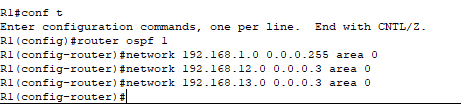 R1#conf t
Enter configuration commands, one per line.  End with CNTL/Z.
R1(config)#router ospf 1
R1(config-router)#network 192.168.1.0 0.0.0.255 area 0
R1(config-router)#network 192.168.12.0 0.0.0.3 area 0
R1(config-router)#network 192.168.13.0 0.0.0.3 area 0
R1(config-router)#